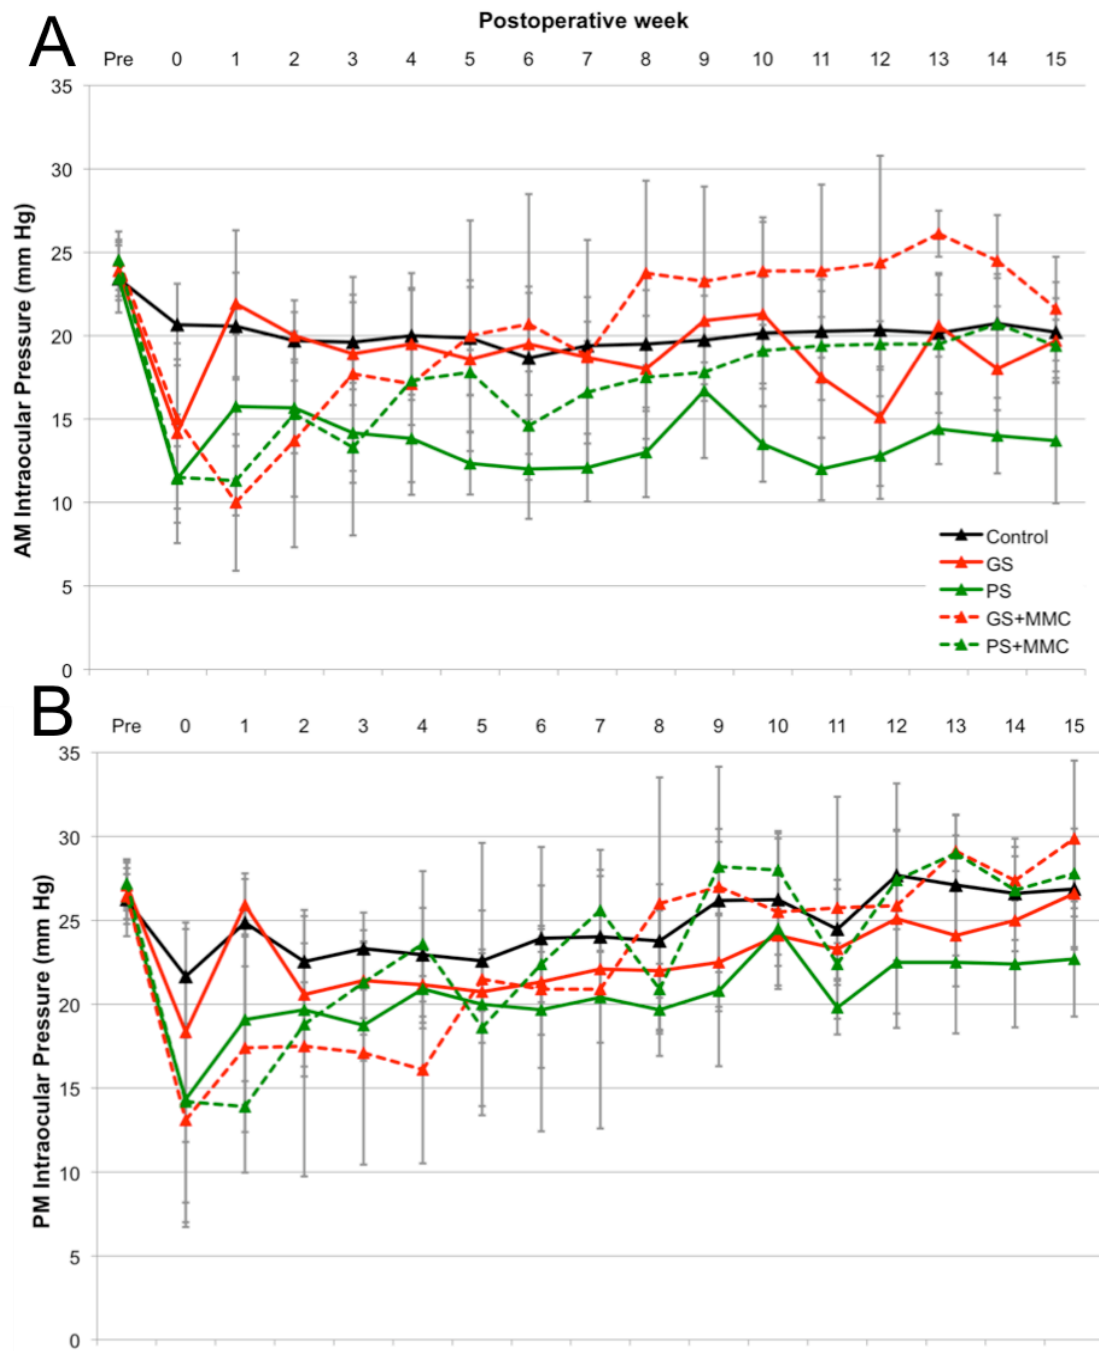 A
Postoperative week
Pre 0 1 2 3 4 5 6 7 8 9 10 11 12 13 14 15
35
30
25
20
15
10
5
0
AM Intraocular Pressure (mm Hg)
Control
GS
PS
GS+MMC
PS+MMC
B
Pre 0 1 2 3 4 5 6 7 8 9 10 11 12 13 14 15
35
30
25
20
15
10
5
0
PM Intraocular Pressure (mm Hg)